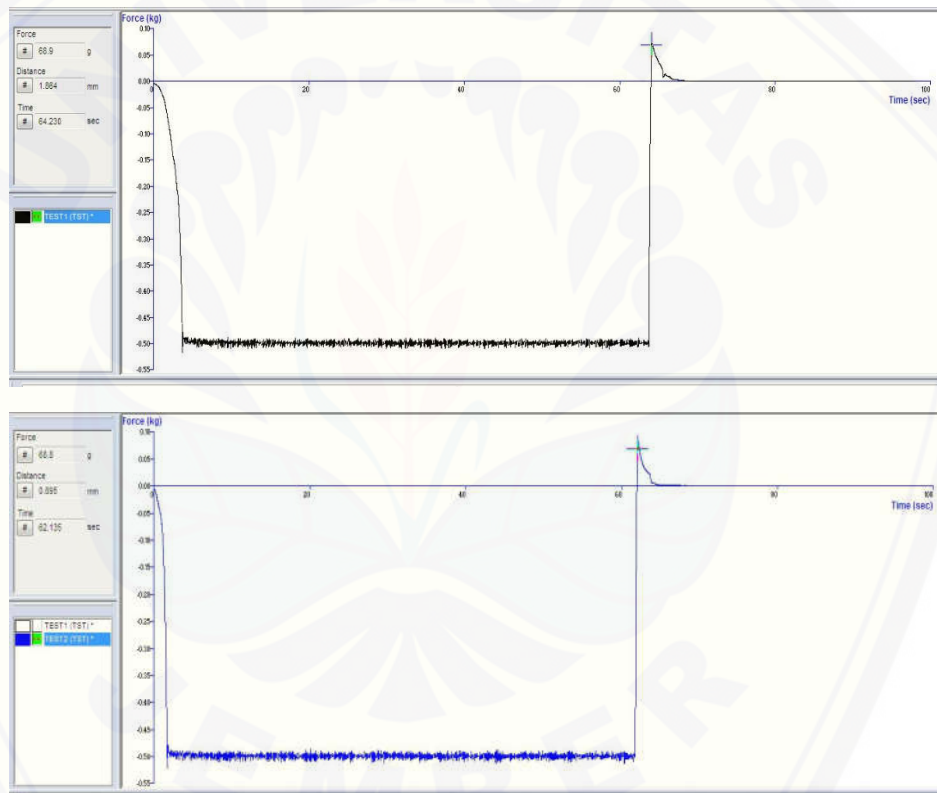 Force (kg)
Force
# 68.9 g
Distance
# 1.864 mm
Time
# 64.230 sec
TEST1 (TST) *
0.10
0.05
0.00
-0.05
-0.10
-0.15
-0.20
-0.25
-0.30
-0.35
-0.40
-0.45
-0.50
-0.55
0 20 40 60 80 100
Time (sec)
Force (kg)
Force
# 68.8 g
Distance
# 0.895 mm
Time
# 62.135 sec
TEST1 (TST) *
TEST2 (TST) *
0.10
0.05
0.00
-0.05
-0.10
-0.15
-0.20
-0.25
-0.30
-0.35
-0.40
-0.45
-0.50
-0.55
0 20 40 60 80 100
Time (sec)
UNIVERSITAS
JEMBER